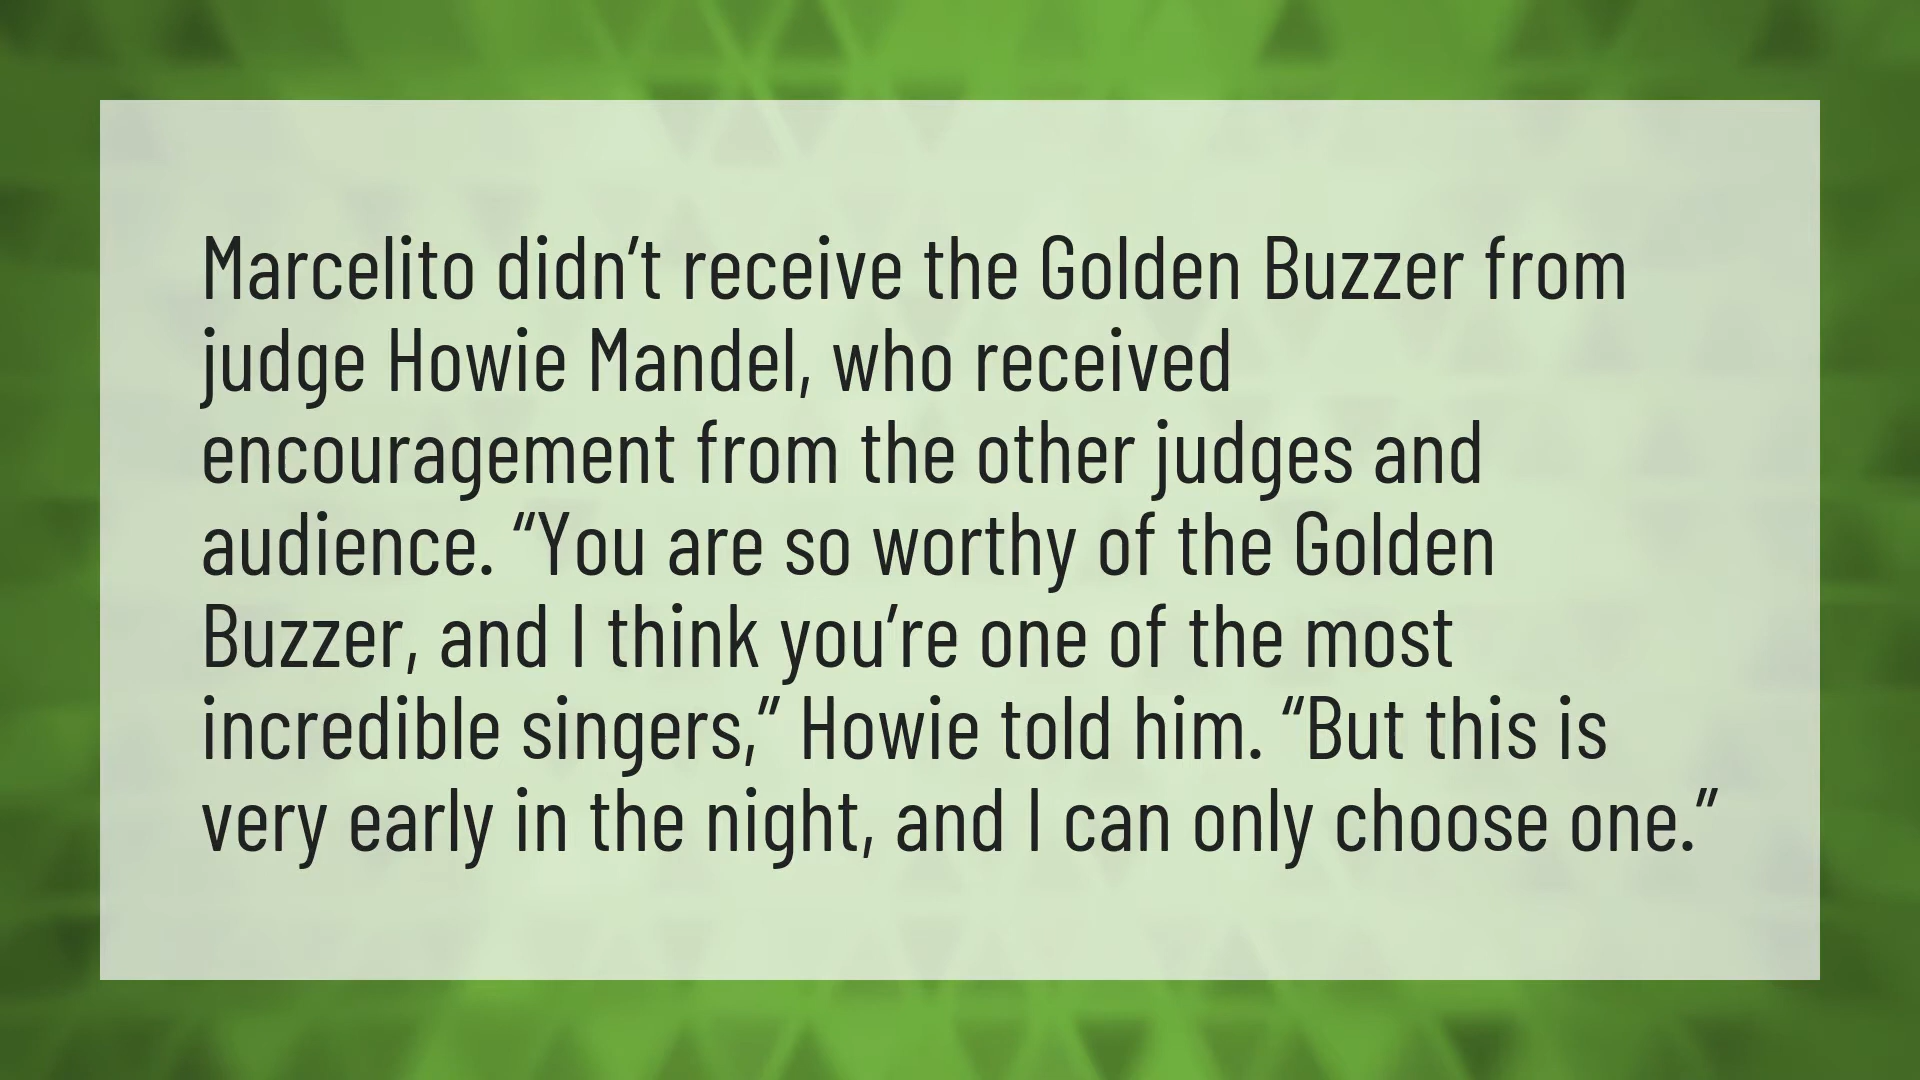 Marcelito didn’t receive the Golden Buzzer from
judge Howie Mandel, who received
encouragement from the other judges and
audience. “You are so worthy of the Golden
Buzzer, and I think you’re one of the most
incredible singers,” Howie told him. “But this is
very early in the night, and I can only choose one.”